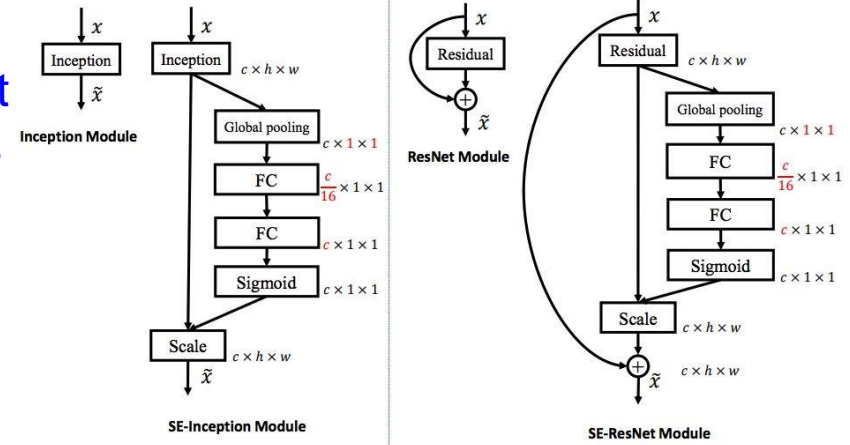 x
Inception
x̃
Inception Module
x
Inception
c × h × w
Global pooling
c × 1 × 1
FC
c/16 × 1 × 1
FC
c × 1 × 1
Sigmoid
c × 1 × 1
Scale
c × h × w
x̃
SE-Inception Module
x
Residual
+
x̃
ResNet Module
x
Residual
c × h × w
Global pooling
c × 1 × 1
FC
c/16 × 1 × 1
FC
c × 1 × 1
Sigmoid
c × 1 × 1
Scale
c × h × w
+
c × h × w
x̃
SE-ResNet Module
t